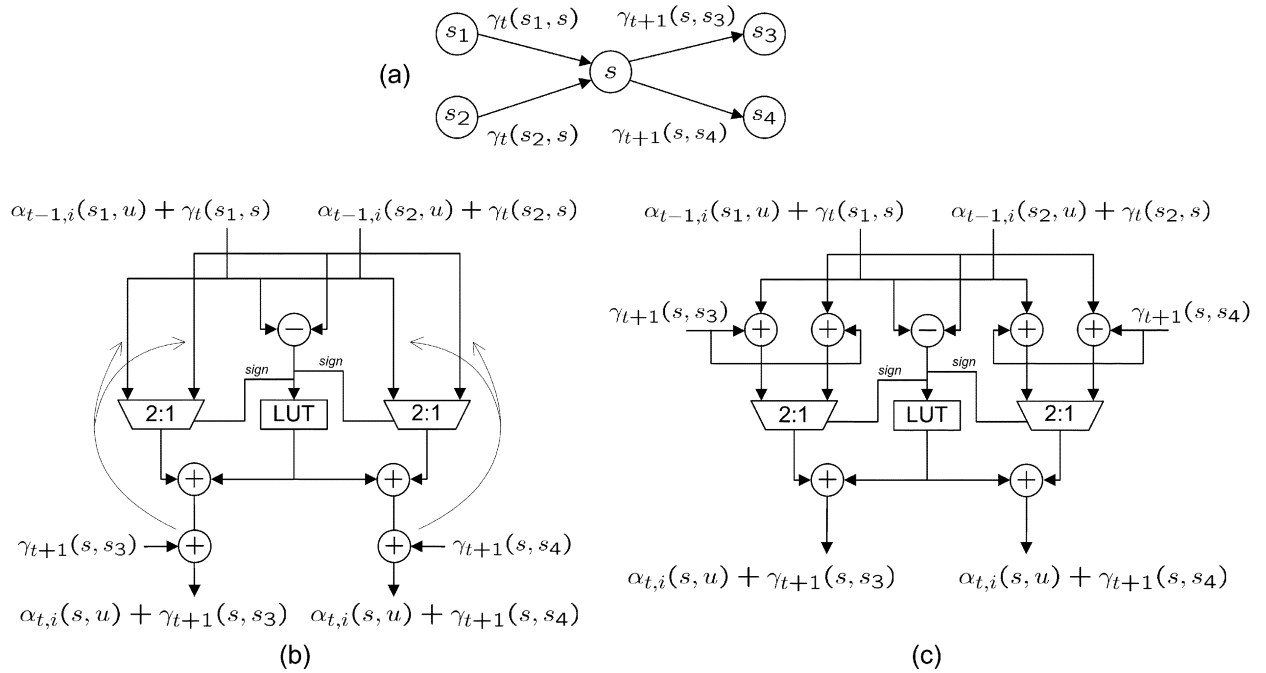 γt(s1, s) γt+1(s, s3)
s1 s3
(a) s
s2 s4
γt(s2, s) γt+1(s, s4)
αt−1,i(s1, u) + γt(s1, s) αt−1,i(s2, u) + γt(s2, s)
−
sign sign
2:1 LUT 2:1
+ +
γt+1(s, s3) + + γt+1(s, s4)
αt,i(s, u) + γt+1(s, s3) αt,i(s, u) + γt+1(s, s4)
(b)
αt−1,i(s1, u) + γt(s1, s) αt−1,i(s2, u) + γt(s2, s)
γt+1(s, s3) + + − + + γt+1(s, s4)
sign sign
2:1 LUT 2:1
+ +
αt,i(s, u) + γt+1(s, s3) αt,i(s, u) + γt+1(s, s4)
(c)